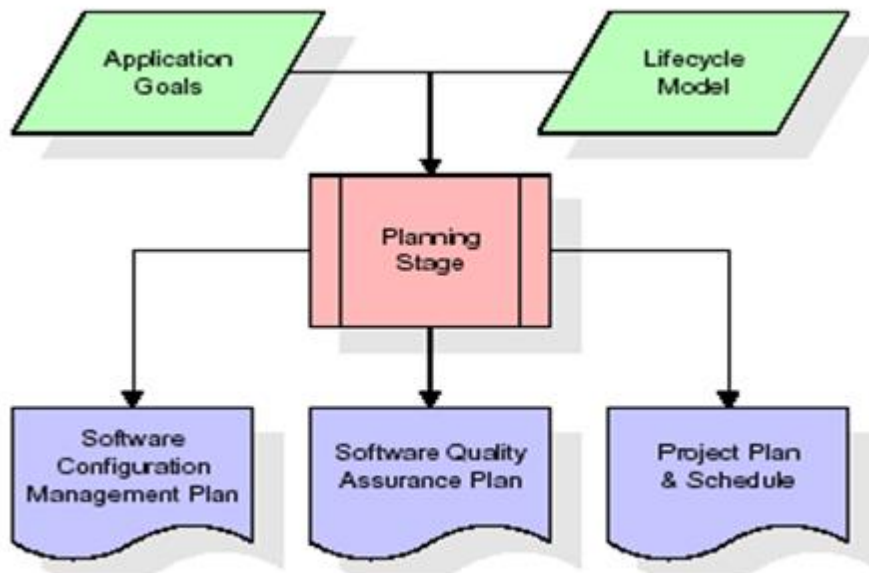 Application
Goals
Lifecycle
Model
Planning
Stage
Software
Configuration
Management Plan
Software Quality
Assurance Plan
Project Plan
& Schedule